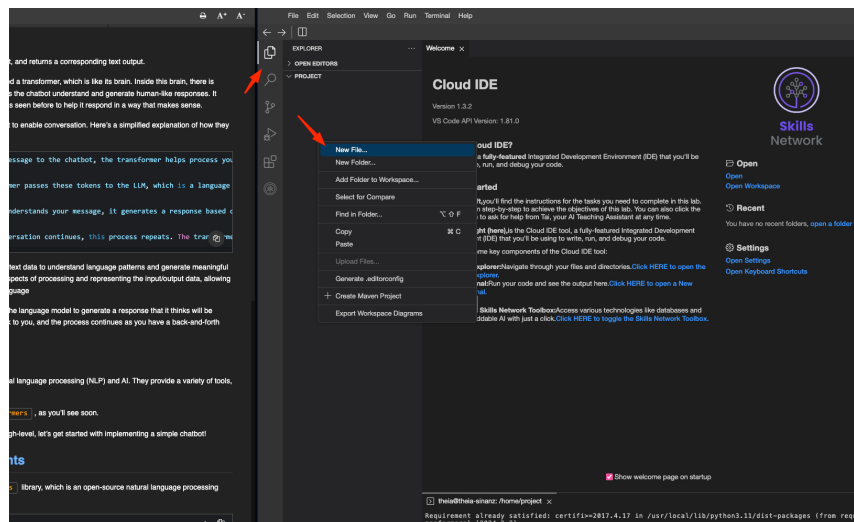 A⁺ A⁻
t, and returns a corresponding text output.
d a transformer, which is like its brain. Inside this brain, there is
s the chatbot understand and generate human-like responses. It
s seen before to help it respond in a way that makes sense.
t to enable conversation. Here's a simplified explanation of how they
essage to the chatbot, the transformer helps process you
mer passes these tokens to the LLM, which is a language
nderstands your message, it generates a response based o
ersation continues, this process repeats. The tran
text data to understand language patterns and generate meaningful
spects of processing and representing the input/output data, allowing
guage
he language model to generate a response that it thinks will be
k to you, and the process continues as you have a back-and-forth
al language processing (NLP) and AI. They provide a variety of tools,
mers , as you'll see soon.
gh-level, let's get started with implementing a simple chatbot!
nts
s library, which is an open-source natural language processing
File Edit Selection View Go Run Terminal Help
EXPLORER ...
OPEN EDITORS
PROJECT
New File...
New Folder...
Add Folder to Workspace...
Select for Compare
Find in Folder... ⌥⇧F
Copy ⌘C
Paste
Upload Files...
Generate .editorconfig
Create Maven Project
Export Workspace Diagrams
Welcome ×
Cloud IDE
Version 1.3.2
VS Code API Version: 1.81.0
oud IDE?
a fully-featured Integrated Development Environment (IDE) that you'll be
, run, and debug your code.
arted
ft,you'll find the instructions for the tasks you need to complete in this lab.
n step-by-step to achieve the objectives of this lab. You can also click the
to ask for help from Tai, your AI Teaching Assistant at any time.
ght (here),is the Cloud IDE tool, a fully-featured Integrated Development
nt (IDE) that you'll be using to write, run, and debug your code.
ome key components of the Cloud IDE tool:
xplorer:Navigate through your files and directories.Click HERE to open the
xplorer.
nal:Run your code and see the output here.Click HERE to open a New
nal.
Skills Network Toolbox:Access various technologies like databases and
ddable AI with just a click.Click HERE to toggle the Skills Network Toolbox.
Skills
Network
Open
Open
Open Workspace
Recent
You have no recent folders, open a folder
Settings
Open Settings
Open Keyboard Shortcuts
Show welcome page on startup
theia@theia-sinanz: /home/project ×
Requirement already satisfied: certifi>=2017.4.17 in /usr/local/lib/python3.11/dist-packages (from requ